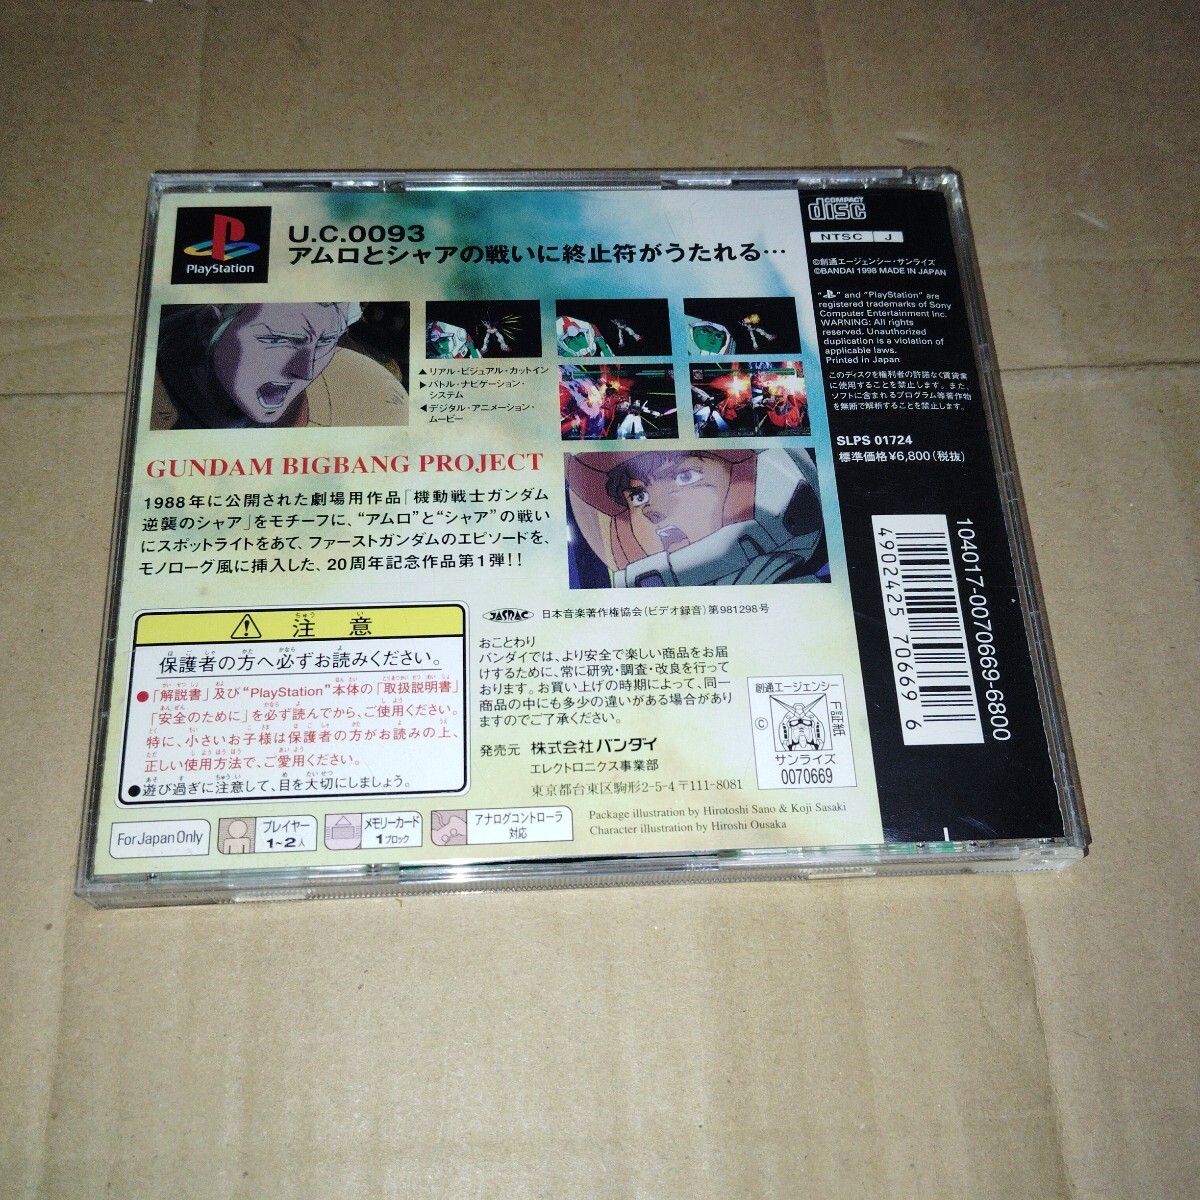 PlayStation
U.C.0093
アムロとシャアの戦いに終止符がうたれる…
▲リアル・ビジュアル・カットイン
▶バトル・ナビゲーション・
システム
◀デジタル・アニメーション・
ムービー
GUNDAM BIGBANG PROJECT
1988年に公開された劇場用作品「機動戦士ガンダム
逆襲のシャア」をモチーフに、“アムロ”と“シャア”の戦い
にスポットライトをあて、ファーストガンダムのエピソードを、
モノローグ風に挿入した、20周年記念作品第1弾!!
注意
保護者の方へ必ずお読みください。
●「解説書」及び“PlayStation”本体の「取扱説明書」
「安全のために」を必ず読んでから、ご使用ください。
特に、小さいお子様は保護者の方がお読みの上、
正しい使用方法で、ご愛用ください。
●遊び過ぎに注意して、目を大切にしましょう。
For Japan Only
プレイヤー
1~2人
メモリーカード
1ブロック
アナログコントローラ
対応
JASRAC 日本音楽著作権協会(ビデオ録音)第981298号
おことわり
バンダイでは、より安全で楽しい商品をお届
けするために、常に研究・調査・改良を行って
おります。お買い上げの時期によって、同一
商品の中にも多少の違いがある場合があり
ますのでご了承ください。
発売元 株式会社バンダイ
エレクトロニクス事業部
東京都台東区駒形2-5-4 〒111-8081
Package illustration by Hirotoshi Sano & Koji Sasaki
Character illustration by Hiroshi Ousaka
創通エージェンシー
©
証紙
サンライズ
0070669
COMPACT
disc
NTSC J
©創通エージェンシー・サンライズ
©BANDAI 1998 MADE IN JAPAN
“ ” and “PlayStation” are
registered trademarks of Sony
Computer Entertainment Inc.
WARNING: All rights
reserved. Unauthorized
duplication is a violation of
applicable laws.
Printed in Japan
このディスクを権利者の許諾なく賃貸業
に使用することを禁止します。また、
ソフトに含まれるプログラム等著作物
を無断で解析することを禁止します。
SLPS 01724
標準価格¥6,800(税抜)
104017-0070669-6800
4902425 706696